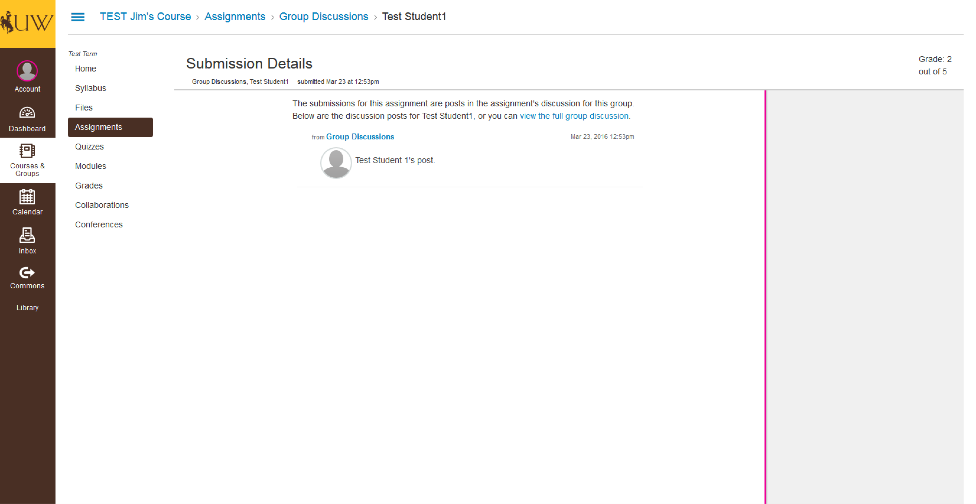 UW
TEST Jim's Course › Assignments › Group Discussions › Test Student1
Account
Dashboard
Courses &
Groups
Calendar
Inbox
Commons
Library
Test Term
Home
Syllabus
Files
Assignments
Quizzes
Modules
Grades
Collaborations
Conferences
Submission Details
Group Discussions, Test Student1 submitted Mar 23 at 12:53pm
Grade: 2
out of 5
The submissions for this assignment are posts in the assignment's discussion for this group
Below are the discussion posts for Test Student1, or you can view the full group discussion.
from Group Discussions Mar 23, 2016 12:53pm
Test Student 1's post.